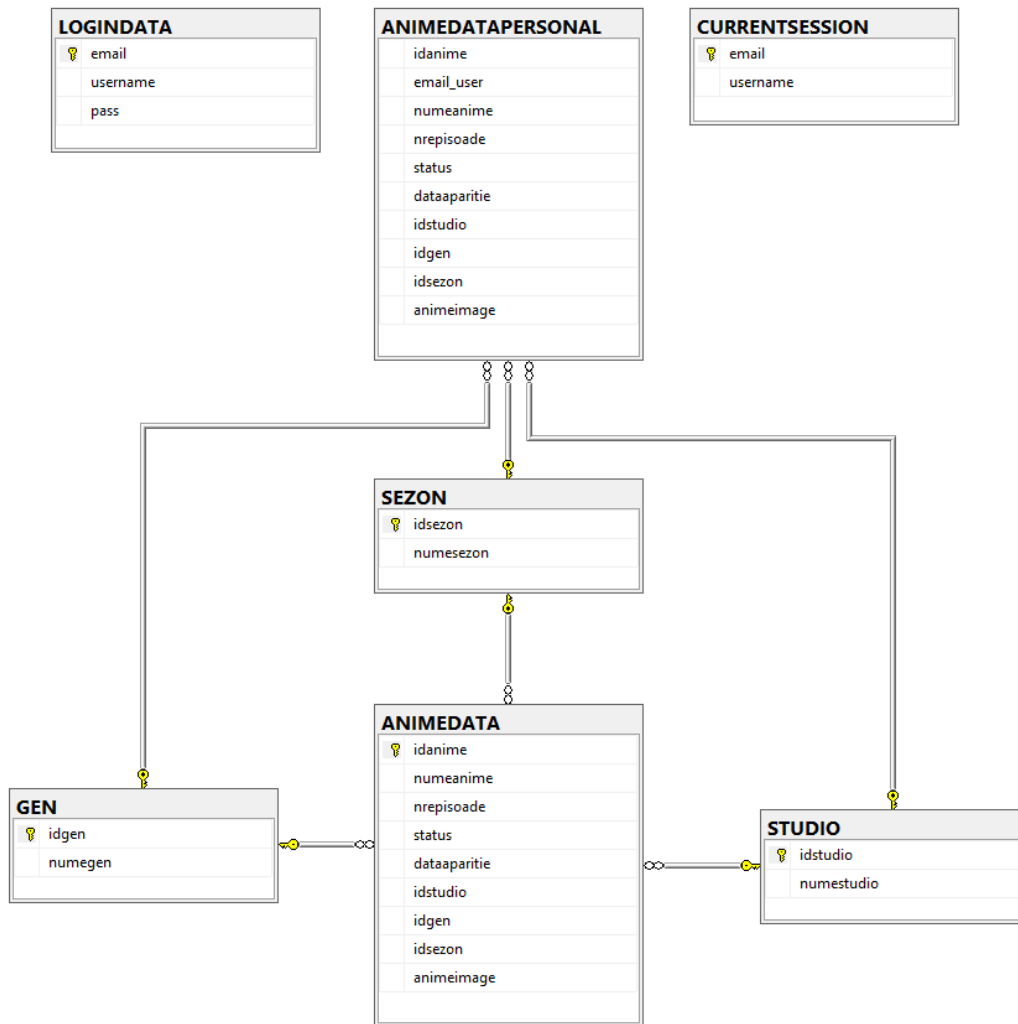 LOGINDATA
email
username
pass
ANIMEDATAPERSONAL
idanime
email_user
numeanime
nrepisoade
status
dataaparitie
idstudio
idgen
idsezon
animeimage
CURRENTSESSION
email
username
SEZON
idsezon
numesezon
GEN
idgen
numegen
ANIMEDATA
idanime
numeanime
nrepisoade
status
dataaparitie
idstudio
idgen
idsezon
animeimage
STUDIO
idstudio
numestudio